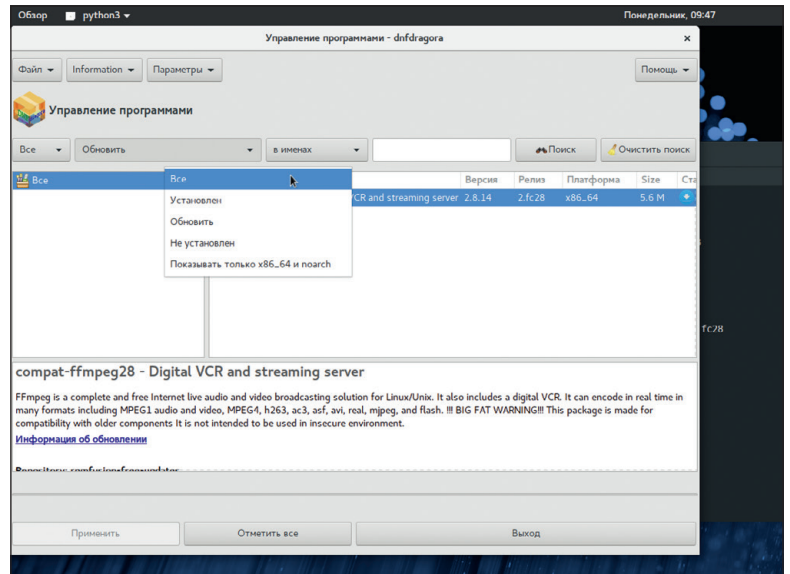 Обзор python3 Понедельник, 09:47
Управление программами - dnfdragora
Файл Information Параметры Помощь
Управление программами
Все Обновить в именах Поиск Очистить поиск
Все Все Версия Релиз Платформа Size Ста
VCR and streaming server 2.8.14 2.fc28 x86_64 5.6 M
Установлен
Обновить
Не установлен
Показывать только x86_64 и noarch
fc28
compat-ffmpeg28 - Digital VCR and streaming server
FFmpeg is a complete and free Internet live audio and video broadcasting solution for Linux/Unix. It also includes a digital VCR. It can encode in real time in
many formats including MPEG1 audio and video, MPEG4, h263, ac3, asf, avi, real, mjpeg, and flash. !!! BIG FAT WARNING!!! This package is made for
compatibility with older components It is not intended to be used in insecure environment.
Информация об обновлении
Применить Отметить все Выход